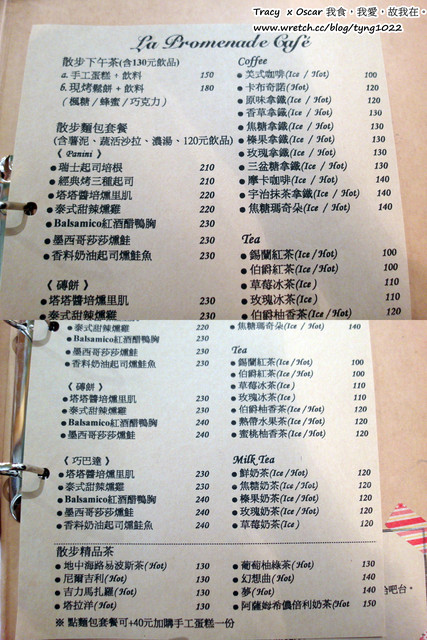 Tracy x Oscar 我食，我愛，故我在。
www.wretch.cc/blog/tyng1022
La Promenade Café
散步下午茶(含130元飲品)
a. 手工蛋糕，飲料 150
b. 現烤鬆餅，飲料 180
(楓糖/蜂蜜/巧克力)
散步麵包套餐
(含薯泥、蔬活沙拉、濃湯、120元飲品)
《 Panini 》
●瑞士起司培根 210
●經典烤三種起司 210
●塔塔醬培燻里肌 220
●泰式甜辣燻雞 220
●Balsamico紅酒醋鴨胸 230
●墨西哥莎莎燻鮭 230
●香料奶油起司燻鮭魚 230
《 磚餅 》
●塔塔醬培燻里肌 230
●泰式甜辣燻雞 230
Coffee
●美式咖啡(Ice / Hot) 100
●卡布奇諾(Hot) 120
●原味拿鐵(Ice / Hot) 120
●香草拿鐵(Ice / Hot) 130
●焦糖拿鐵(Ice / Hot) 130
●榛果拿鐵(Ice / Hot) 130
●玫瑰拿鐵(Ice / Hot) 130
●三盆糖拿鐵(Ice / Hot) 130
●摩卡咖啡(Ice / Hot) 140
●宇治抹茶拿鐵(Ice / Hot) 140
●焦糖瑪奇朵(Ice / Hot) 140
Tea
●錫蘭紅茶(Ice /Hot) 100
●伯爵紅茶(Ice /Hot) 100
●草莓冰茶(Ice ) 110
●玫瑰冰茶(Ice ) 110
●伯爵柚香茶(Ice /Hot) 120
●泰式甜辣燻雞 220
●Balsamico紅酒醋鴨胸 230
●墨西哥莎莎燻鮭 230
●香料奶油起司燻鮭魚 230
《 磚餅 》
●塔塔醬培燻里肌 230
●泰式甜辣燻雞 230
●Balsamico紅酒醋鴨胸 240
●墨西哥莎莎燻鮭 240
《 巧巴達 》
●塔塔醬培燻里肌 230
●泰式甜辣燻雞 230
●Balsamico紅酒醋鴨胸 240
●墨西哥莎莎燻鮭 240
●香料奶油起司燻鮭魚 240
●焦糖瑪奇朵(Ice / Hot) 140
Tea
●錫蘭紅茶(Ice /Hot) 100
●伯爵紅茶(Ice /Hot) 100
●草莓冰茶(Ice ) 110
●玫瑰冰茶(Ice ) 110
●伯爵柚香茶(Ice /Hot) 120
●熱帶水果茶(Ice /Hot) 120
●蜜桃柚香茶(Ice /Hot) 120
Milk Tea
●鮮奶茶(Ice /Hot) 120
●焦糖奶茶(Ice /Hot) 120
●榛果奶茶(Ice /Hot) 120
●玫瑰奶茶(Ice /Hot) 120
●草莓奶茶(Ice ) 120
散步精品茶
●地中海路易波斯茶(Hot) 130
●尼爾吉利(Hot) 130
●吉力馬扎羅(Hot) 130
●塔拉洋(Hot) 130
●葡萄柚綠茶(Hot) 130
●幻想曲(Hot) 130
●夢(Hot) 140
●阿薩姆希儂倍利奶茶(Hot 150
※ 點麵包套餐可+40元加購手工蛋糕一份
給吧台。